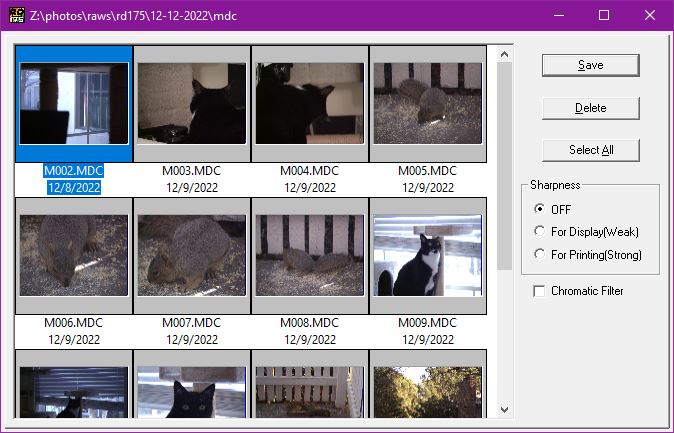 Z:\photos\raws\rd175\12-12-2022\mdc
M002.MDC M003.MDC M004.MDC M005.MDC
12/8/2022 12/9/2022 12/9/2022 12/9/2022
M006.MDC M007.MDC M008.MDC M009.MDC
12/9/2022 12/9/2022 12/9/2022 12/9/2022
Save
Delete
Select All
Sharpness
OFF
For Display(Weak)
For Printing(Strong)
Chromatic Filter